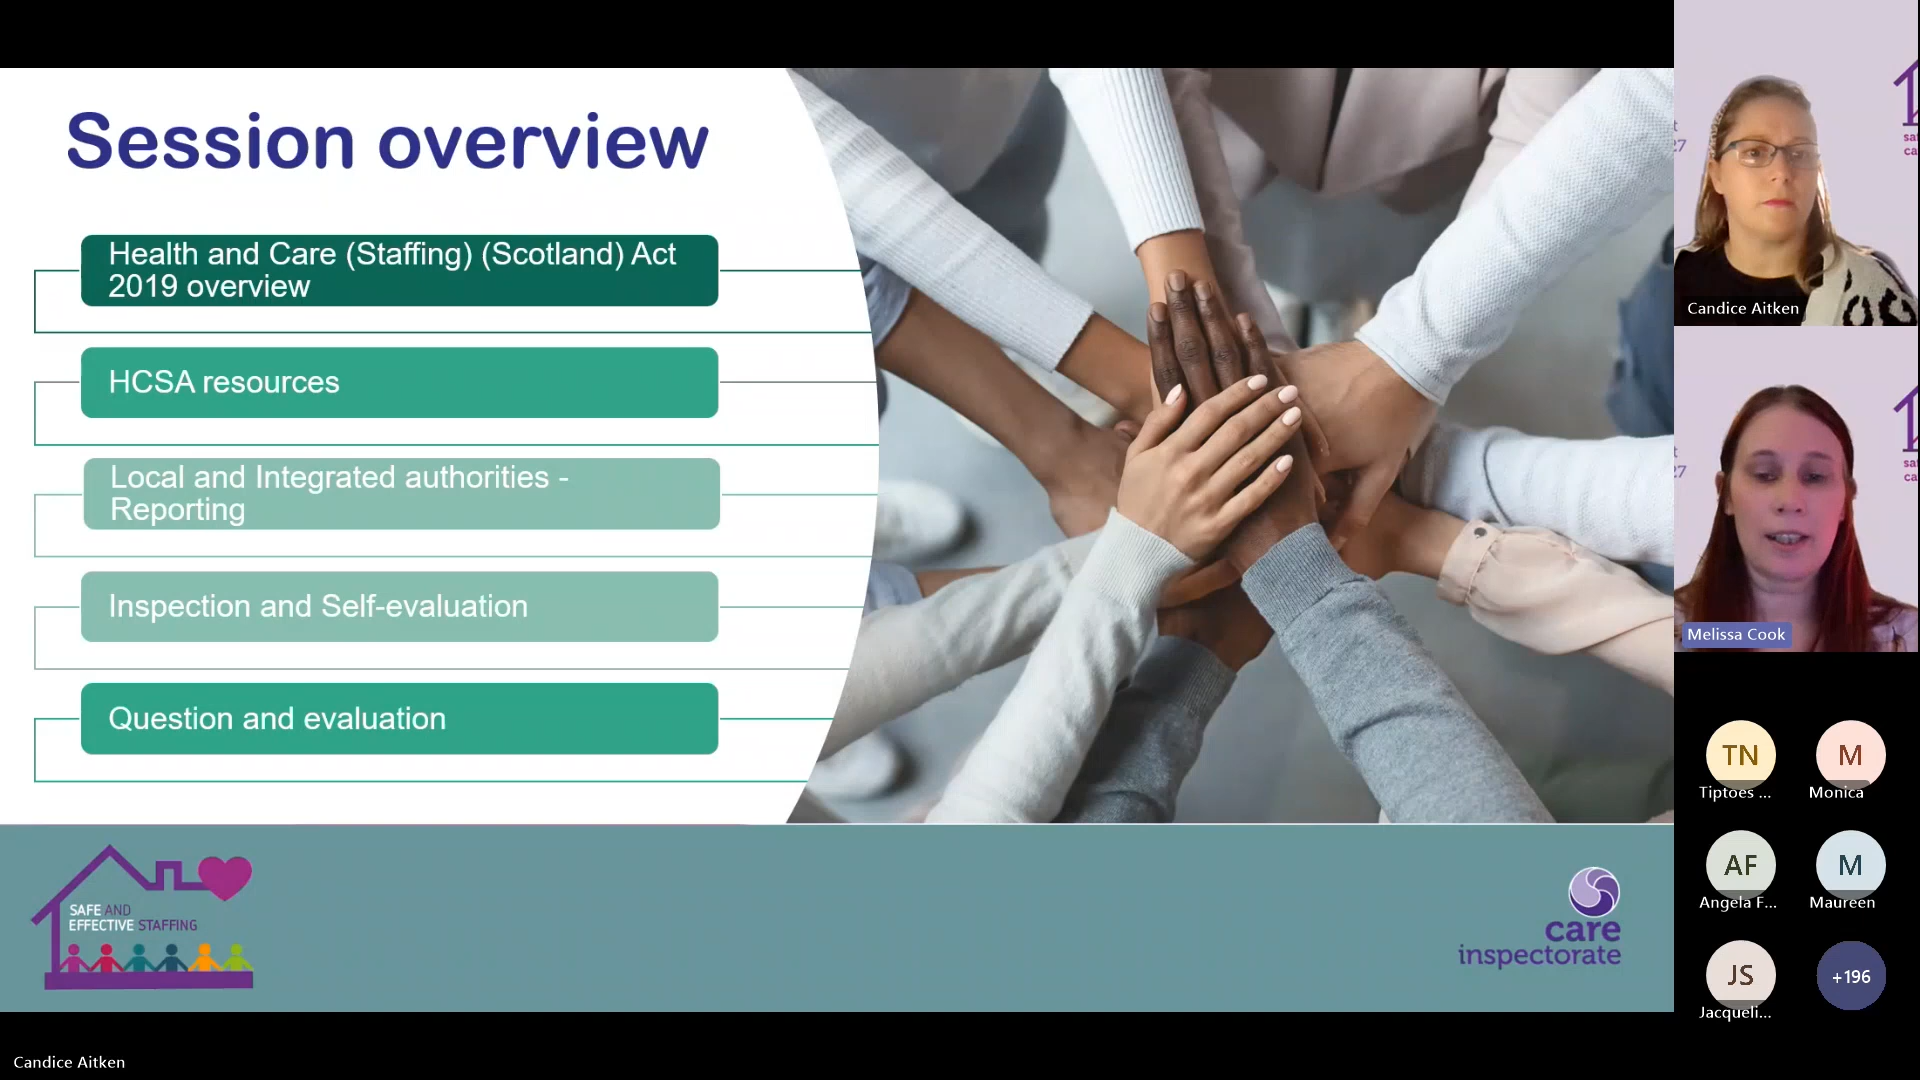 Session overview
Health and Care (Staffing) (Scotland) Act
2019 overview
HCSA resources
Local and Integrated authorities -
Reporting
Inspection and Self-evaluation
Question and evaluation
SAFE AND
EFFECTIVE STAFFING
care
inspectorate
Candice Aitken
Melissa Cook
TN
M
Tiptoes ...
Monica
AF
M
Angela F...
Maureen
JS
+196
Jacqueli...
Candice Aitken